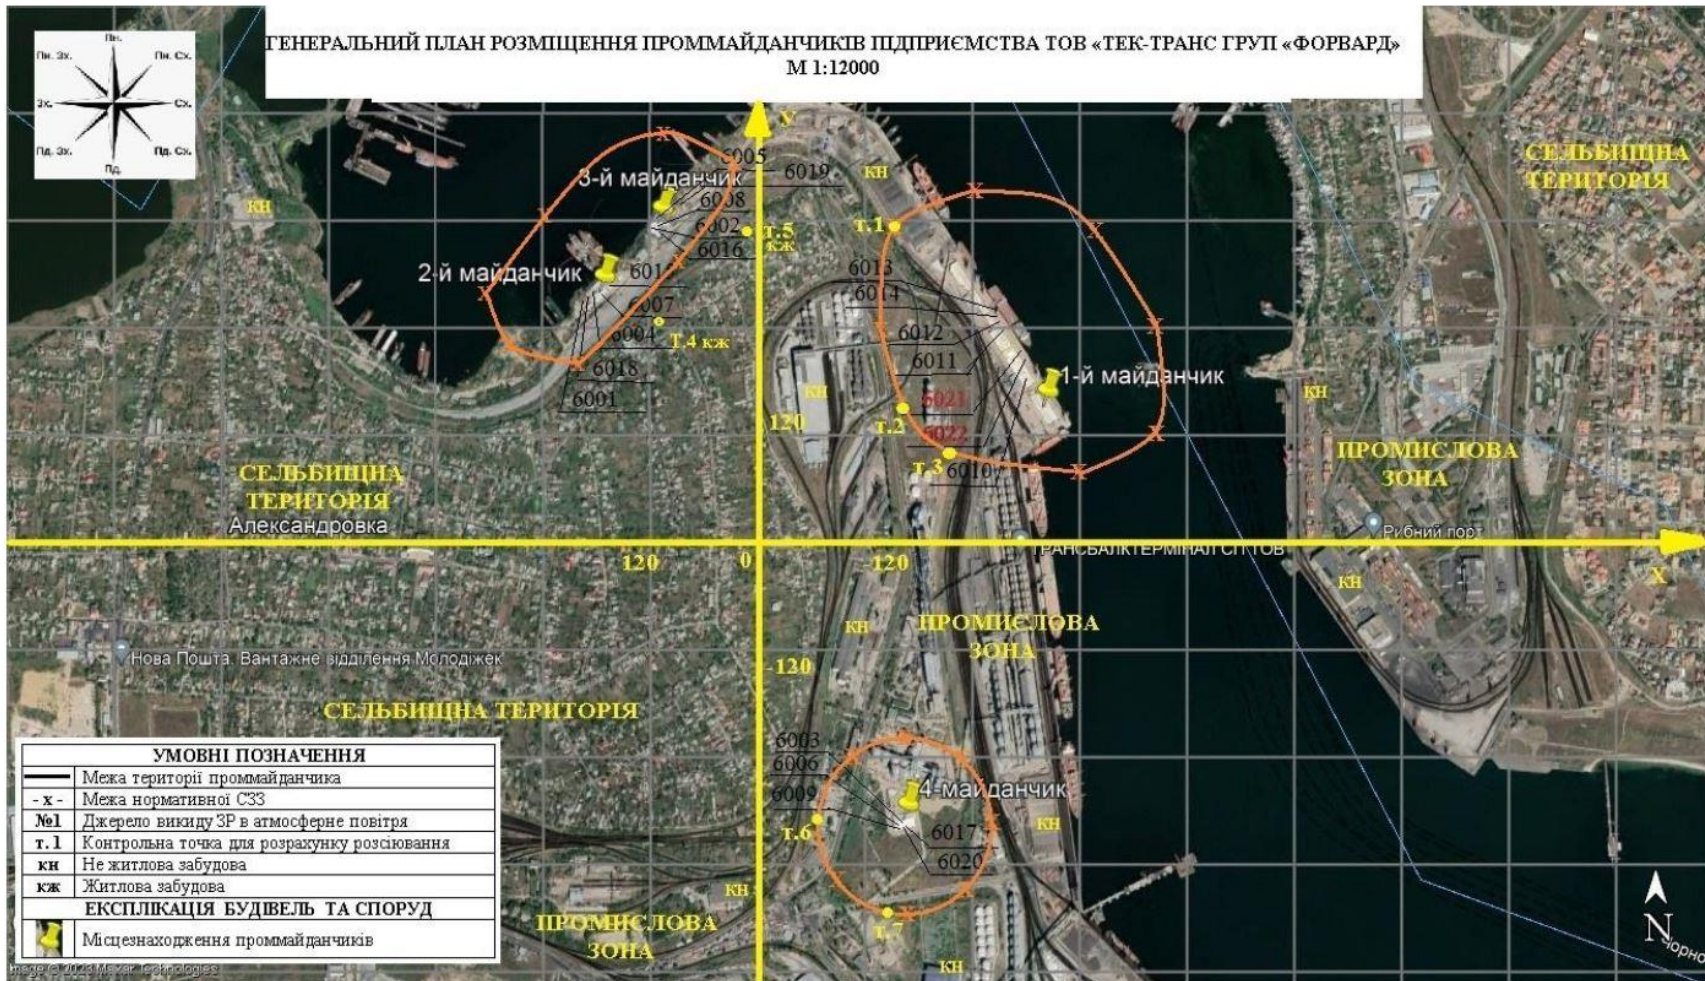 ГЕНЕРАЛЬНИЙ ПЛАН РОЗМІЩЕННЯ ПРОММАЙДАНЧИКІВ ПІДПРИЄМСТВА ТОВ «ТЕК-ТРАНС ГРУП «ФОРВАРД»
М 1:12000
Пн.
Пн. Зх.
Пн. Сх.
Зх.
Сх.
Пд. Зх.
Пд. Сх.
Пд.
У
6005
6019
3-й майданчик
6008
6002
6016
т.5
кж
2-й майданчик
6007
6004
Т.4 кж
6018
6001
кн
кн
т.1
6013
6014
6012
6011
1-й майданчик
6021
6022
6010
т.2
т.3
кн
кн
120
СЕЛЬБИЩНА
ТЕРИТОРІЯ
СЕЛЬБИЩНА
ТЕРИТОРІЯ
Александровка
ПРОМИСЛОВА
ЗОНА
Рибний порт
ТРАНСБАЛКТЕРМІНАЛ СП ТОВ
120
0
-120
Х
кн
кн
ПРОМИСЛОВА
ЗОНА
-130
Нова Пошта. Вантажне відділення Молодіжек
СЕЛЬБИЩНА ТЕРИТОРІЯ
6003
6006
6009
4-майданчик
6017
6020
т.6
т.7
кн
кн
кн
ПРОМИСЛОВА
ЗОНА
УМОВНІ ПОЗНАЧЕННЯ
Межа території проммайданчика
- х - Межа нормативної СЗЗ
№1 Джерело викиду ЗР в атмосферне повітря
т.1 Контрольна точка для розрахунку розсіювання
кн Не житлова забудова
кж Житлова забудова
ЕКСПЛІКАЦІЯ БУДІВЕЛЬ ТА СПОРУД
Місцезнаходження проммайданчиків
Image © 2023 Maxar Technologies
N